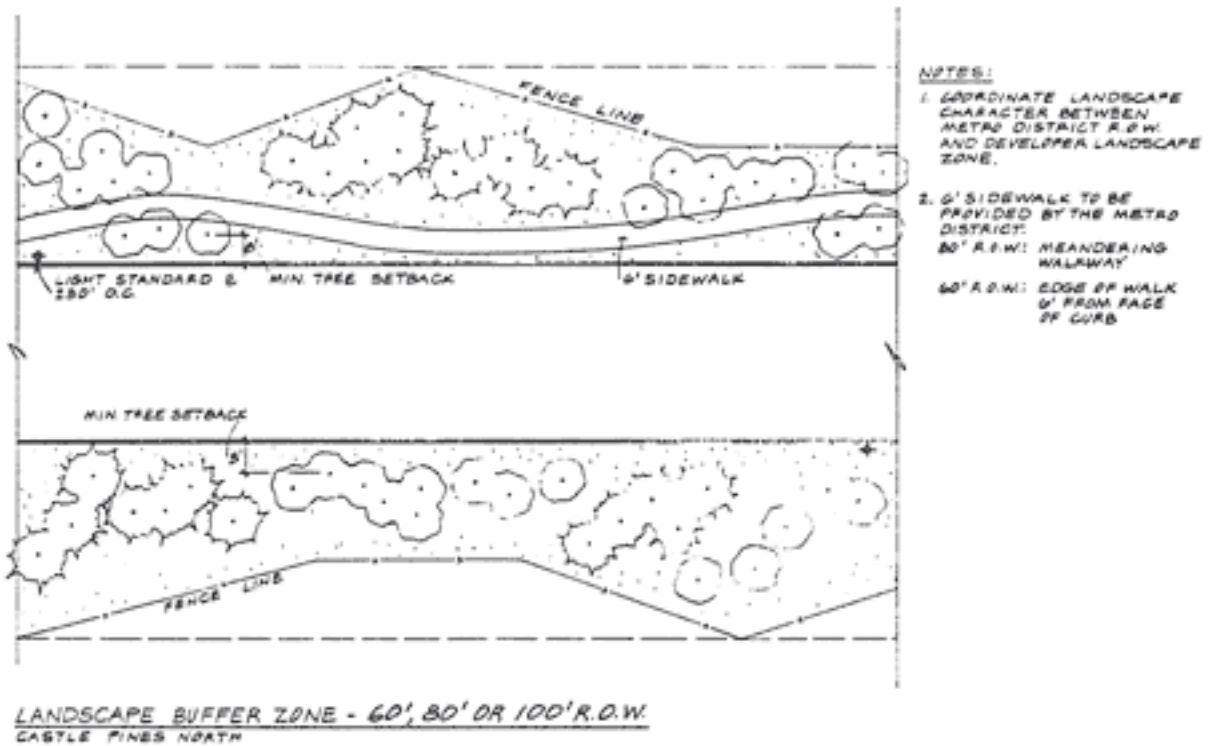 FENCE LINE
NOTES:
1. COORDINATE LANDSCAPE
CHARACTER BETWEEN
METRO DISTRICT R.O.W.
AND DEVELOPER LANDSCAPE
ZONE.
2. 6' SIDEWALK TO BE
PROVIDED BY THE METRO
DISTRICT.
80' R.O.W.: MEANDERING
WALKWAY
60' R.O.W.: EDGE OF WALK
6' FROM FACE
OF CURB
LIGHT STANDARD @
O.C.
MIN. TREE SETBACK
6' SIDEWALK
MIN. TREE SETBACK
FENCE LINE
LANDSCAPE BUFFER ZONE - 60', 80' OR 100' R.O.W.
CASTLE PINES NORTH